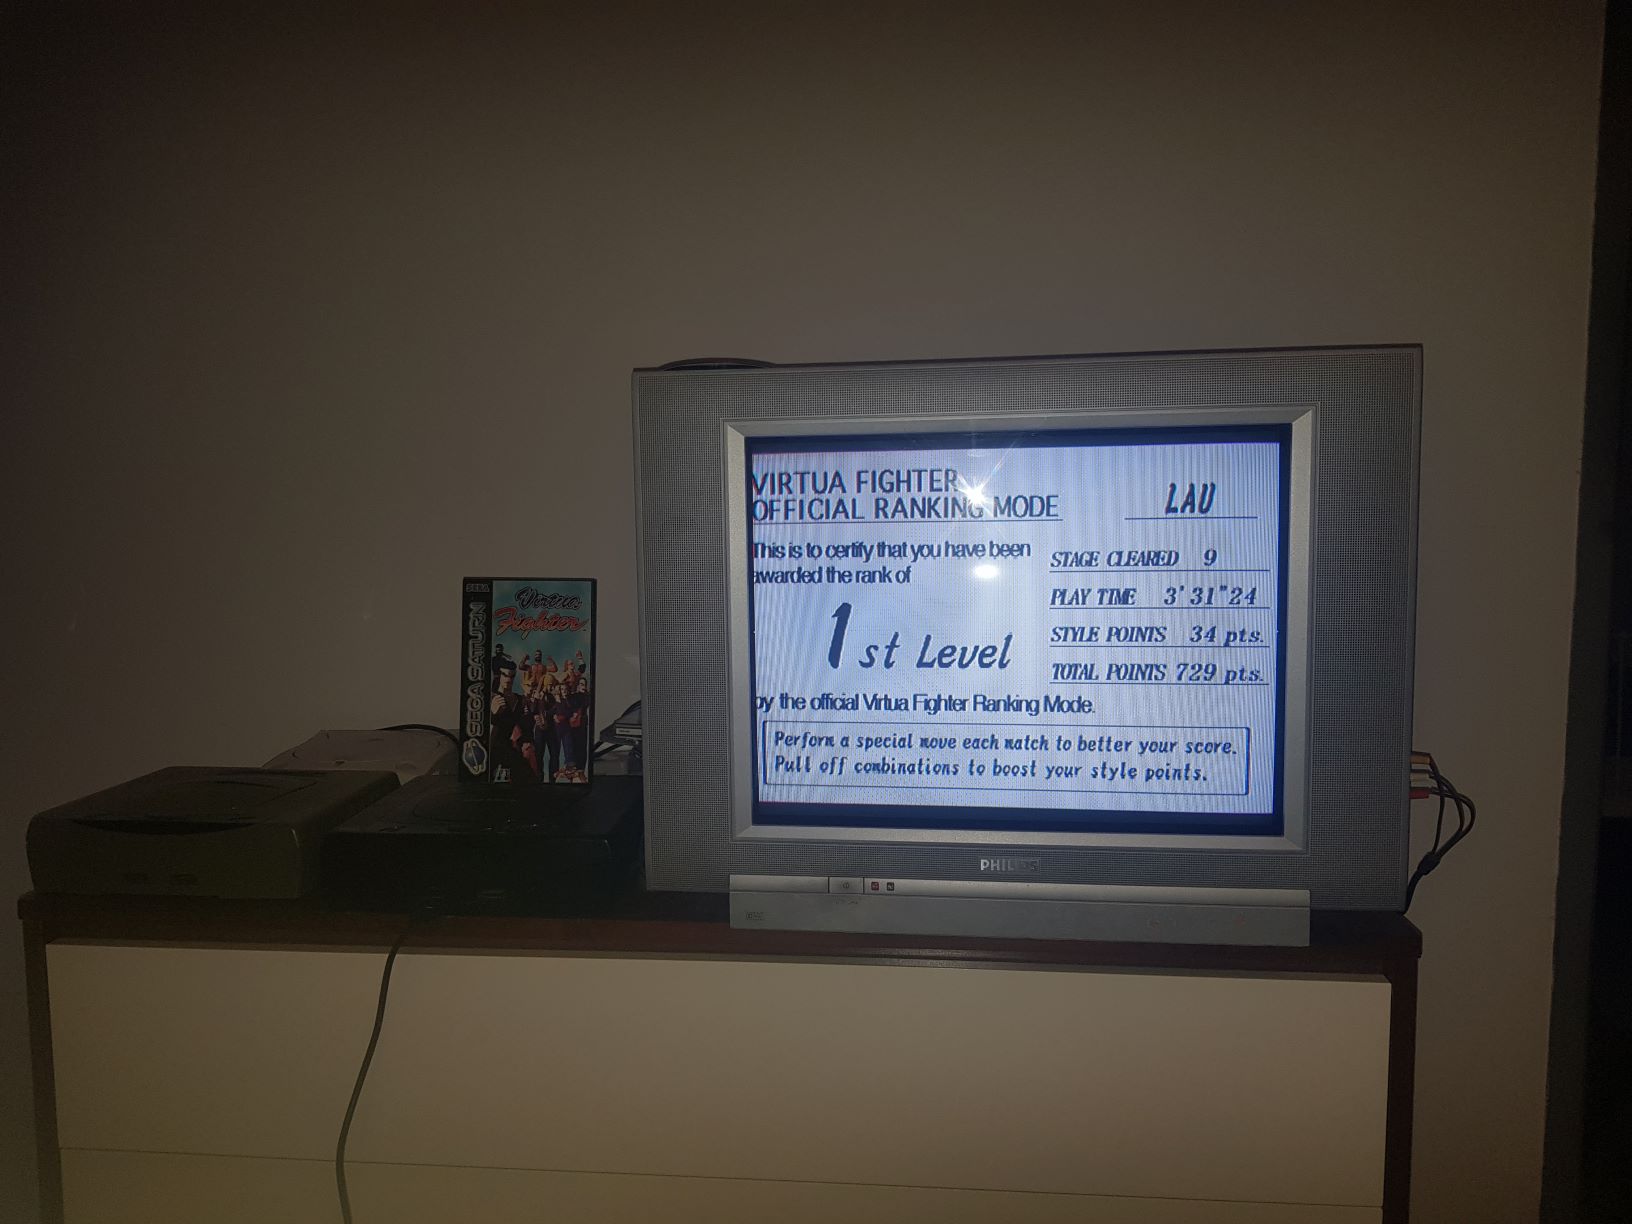 VIRTUA FIGHTER
OFFICIAL RANKING MODE
LAU
This is to certify that you have been
awarded the rank of
1st Level
by the official Virtua Fighter Ranking Mode.
STAGE CLEARED 9
PLAY TIME 3'31"24
STYLE POINTS 34 pts.
TOTAL POINTS 729 pts.
Perform a special move each match to better your score.
Pull off combinations to boost your style points.
PHILIPS
SEGA
SEGA SATURN
Virtua
Fighter